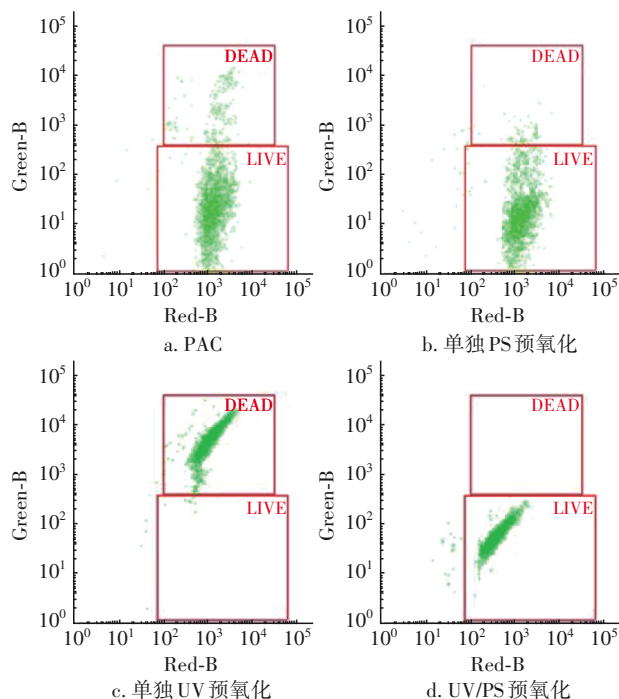 10⁵
10⁴
10³
10²
10¹
10⁰
Green-B
DEAD
LIVE
10⁰ 10¹ 10² 10³ 10⁴ 10⁵
Red-B
a. PAC
10⁵
10⁴
10³
10²
10¹
10⁰
Green-B
DEAD
LIVE
10⁰ 10¹ 10² 10³ 10⁴ 10⁵
Red-B
b. 单独PS预氧化
10⁵
10⁴
10³
10²
10¹
10⁰
Green-B
DEAD
LIVE
10⁰ 10¹ 10² 10³ 10⁴ 10⁵
Red-B
c. 单独UV预氧化
10⁵
10⁴
10³
10²
10¹
10⁰
Green-B
DEAD
LIVE
10⁰ 10¹ 10² 10³ 10⁴ 10⁵
Red-B
d. UV/PS预氧化